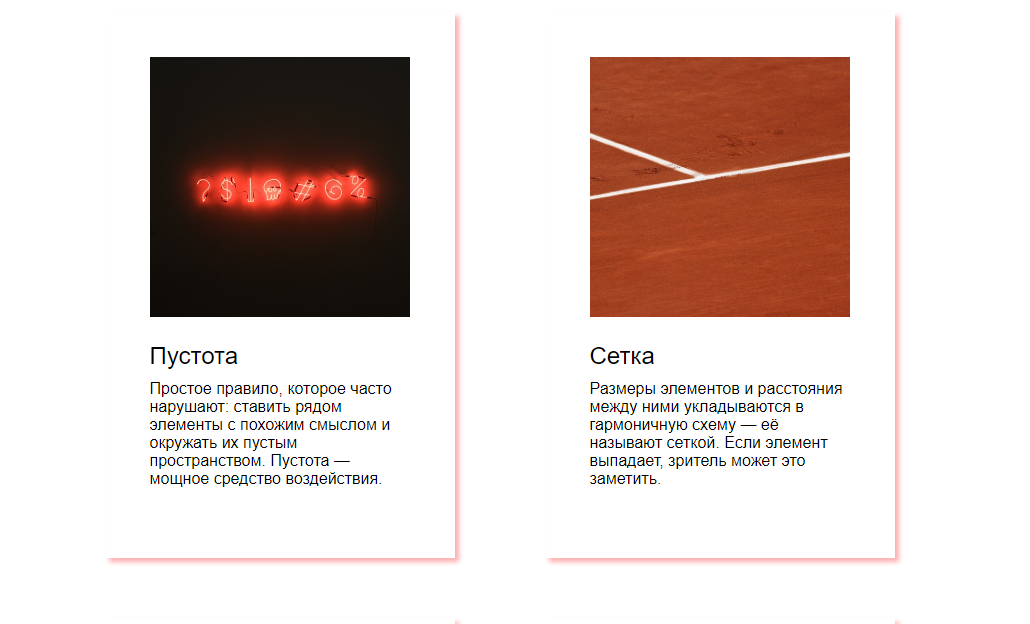 ?$!☠#@%
Пустота
Простое правило, которое часто
нарушают: ставить рядом
элементы с похожим смыслом и
окружать их пустым
пространством. Пустота —
мощное средство воздействия.
Сетка
Размеры элементов и расстояния
между ними укладываются в
гармоничную схему — её
называют сеткой. Если элемент
выпадает, зритель может это
заметить.